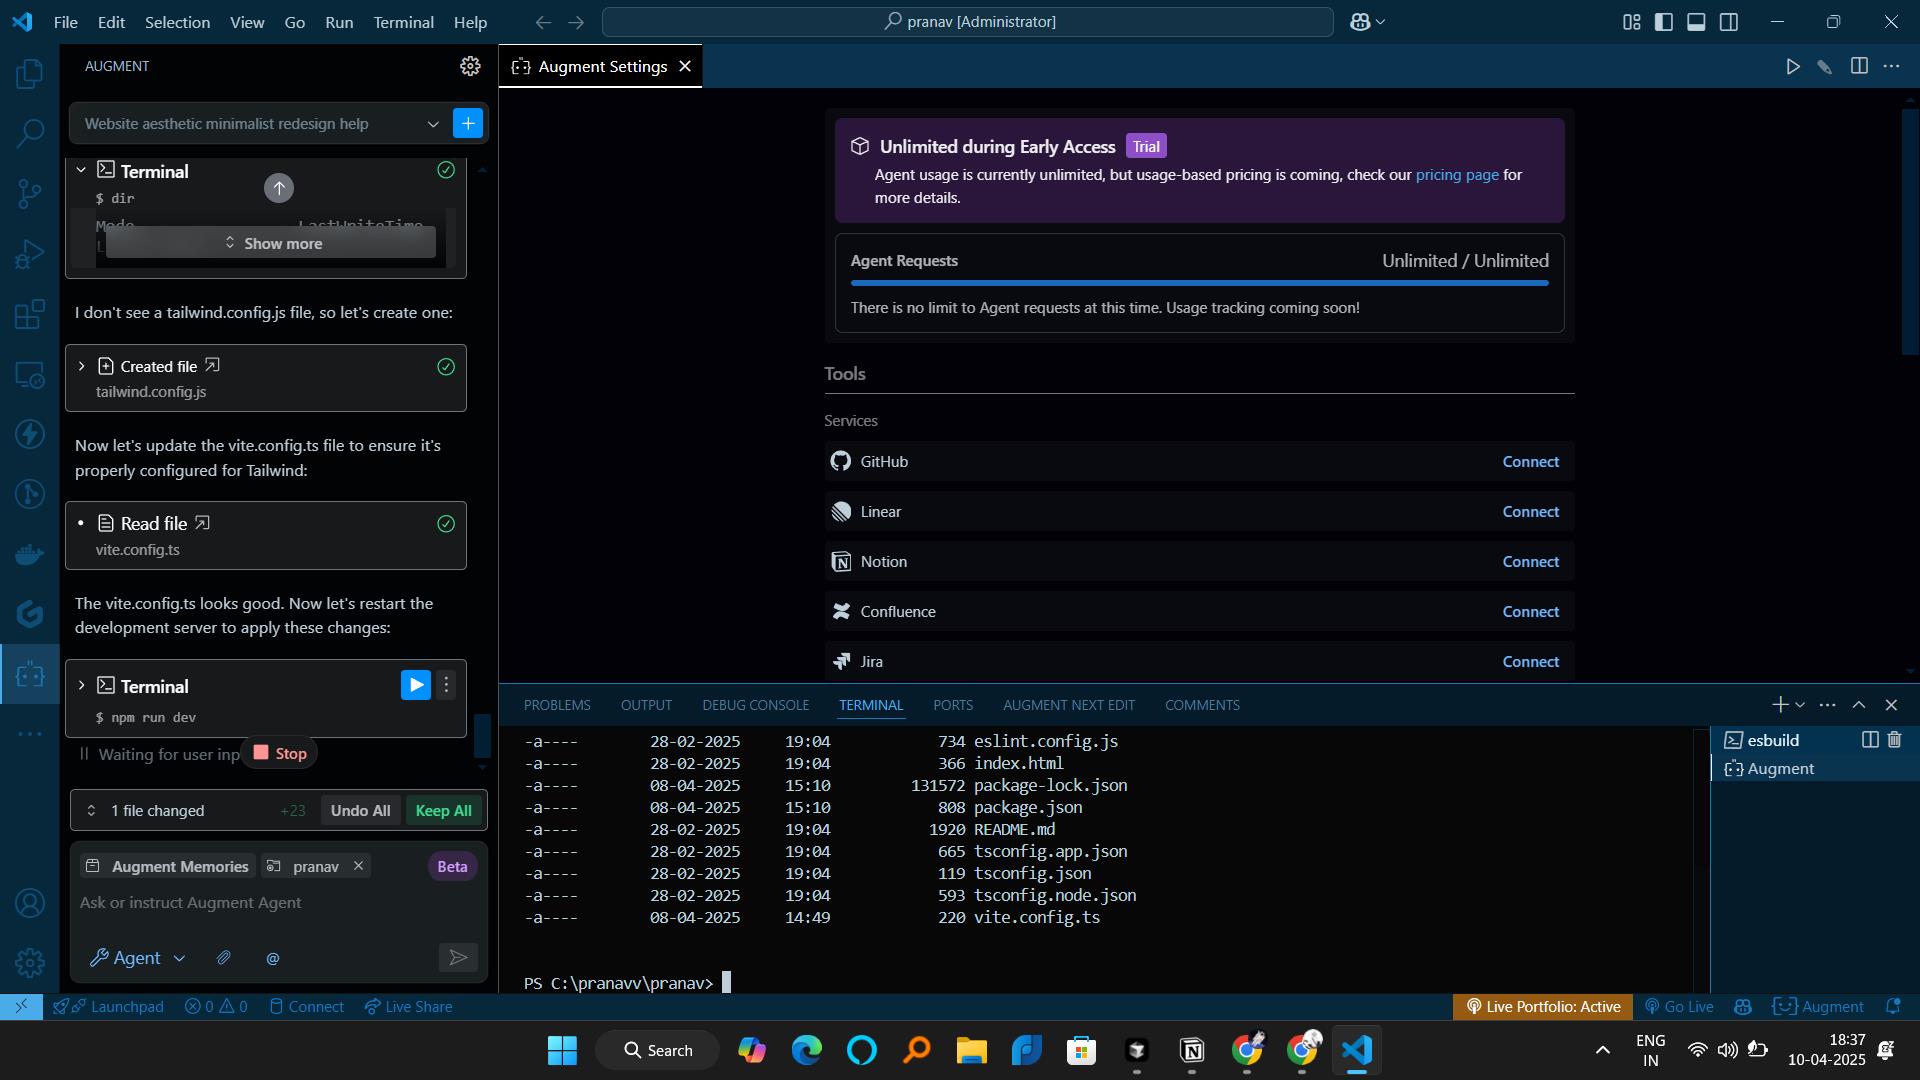 File Edit Selection View Go Run Terminal Help
pranav [Administrator]
AUGMENT
Website aesthetic minimalist redesign help
Terminal
$ dir
Mode LastWriteTime
Show more
I don't see a tailwind.config.js file, so let's create one:
Created file
tailwind.config.js
Now let's update the vite.config.ts file to ensure it's
properly configured for Tailwind:
Read file
vite.config.ts
The vite.config.ts looks good. Now let's restart the
development server to apply these changes:
Terminal
$ npm run dev
Waiting for user inp
Stop
1 file changed +23 Undo All Keep All
Augment Memories pranav Beta
Ask or instruct Augment Agent
Agent @
Augment Settings
Unlimited during Early Access Trial
Agent usage is currently unlimited, but usage-based pricing is coming, check our pricing page for
more details.
Agent Requests Unlimited / Unlimited
There is no limit to Agent requests at this time. Usage tracking coming soon!
Tools
Services
GitHub Connect
Linear Connect
Notion Connect
Confluence Connect
Jira Connect
PROBLEMS OUTPUT DEBUG CONSOLE TERMINAL PORTS AUGMENT NEXT EDIT COMMENTS
-a---- 28-02-2025 19:04 734 eslint.config.js
-a---- 28-02-2025 19:04 366 index.html
-a---- 08-04-2025 15:10 131572 package-lock.json
-a---- 08-04-2025 15:10 808 package.json
-a---- 28-02-2025 19:04 1920 README.md
-a---- 28-02-2025 19:04 665 tsconfig.app.json
-a---- 28-02-2025 19:04 119 tsconfig.json
-a---- 28-02-2025 19:04 593 tsconfig.node.json
-a---- 08-04-2025 14:49 220 vite.config.ts
PS C:\pranavv\pranav>
esbuild
Augment
Launchpad 0 0 Connect Live Share
Live Portfolio: Active Go Live Augment
Search
ENG
IN
18:37
10-04-2025